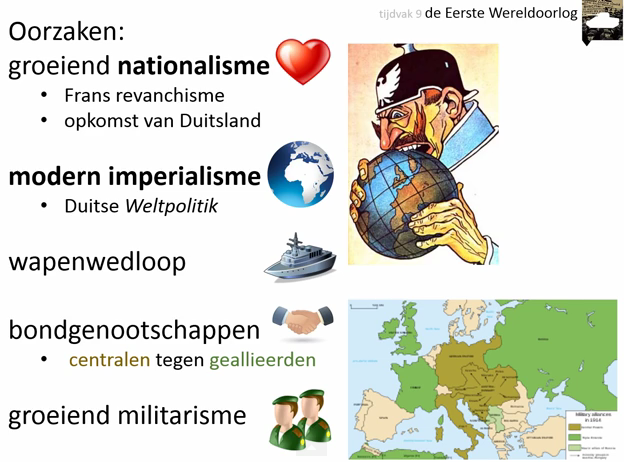 tijdvak 9 de Eerste Wereldoorlog
Oorzaken:
groeiend nationalisme
• Frans revanchisme
• opkomst van Duitsland
modern imperialisme
• Duitse Weltpolitik
wapenwedloop
bondgenootschappen
• centralen tegen geallieerden
groeiend militarisme